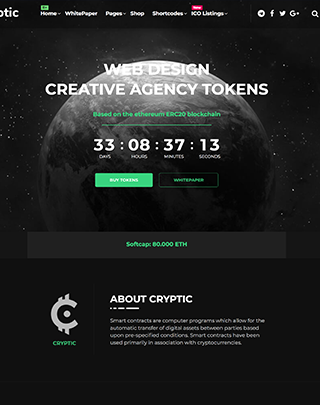 ptic
Home WhitePaper Pages Shop Shortcodes ICO Listings
WEB DESIGN
CREATIVE AGENCY TOKENS
Based on the ethereum ERC20 blockchain
33 : 08 : 37 : 13
DAYS HOURS MINUTES SECONDS
BUY TOKENS WHITEPAPER
Softcap: 80.000 ETH
ABOUT CRYPTIC
Smart contracts are computer programs which allow for the
automatic transfer of digital assets between parties based
upon pre-specified conditions. Smart contracts have been
used primarily in association with cryptocurrencies.
CRYPTIC